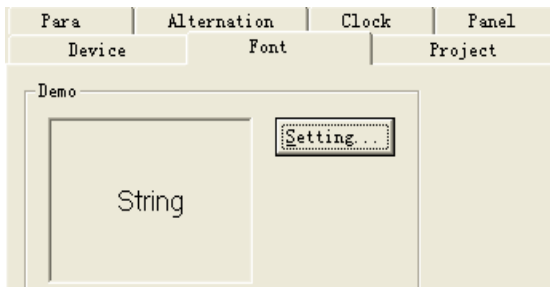 Para Alternation Clock Panel
Device Font Project
Demo
Setting...
String